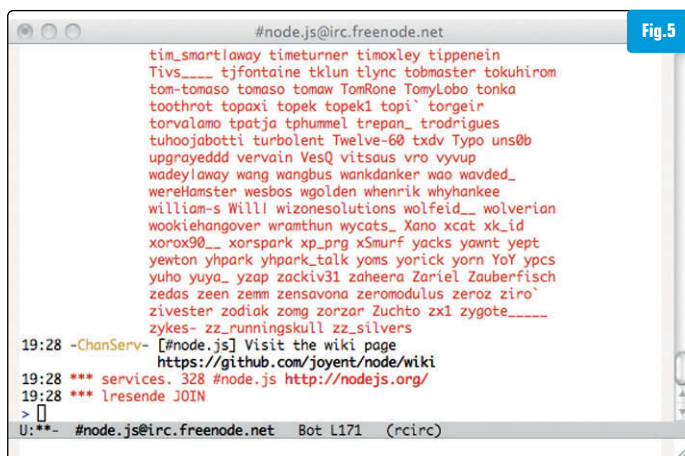 #node.js@irc.freenode.net
Fig.5
tim_smart|away timeturner timoxley tippenein
Tivs____ tjfontaine tklun tlync tobmaster tokuhirom
tom-tomaso tomaso tomaw TomRone TomyLobo tonka
toothrot topaxi topek topek1 topi` torgeir
torvalamo tpatja tphummel trepan_ trodrigues
tuhoojabotti turbolent Twelve-60 txdv Typo uns0b
upgrayeddd vervain VesQ vitsaus vro vyvup
wadey|away wang wangbus wankdanker wao wavded_
wereHamster wesbos wgolden whenrik whyhankee
william-s Will| wizonesolutions wolfeid__ wolverian
wookiehangover wramthun wycats_ Xano xcat xk_id
xorox90__ xorspark xp_prg xSmurf yacks yawnt yept
yewton yhpark yhpark_talk yoms yorick yorn YoY ypcs
yuho yuya_ yzap zackiv31 zaheera Zariel Zauberfisch
zedas zeen zemm zensavona zeromodulus zeroz ziro`
zivester zodiak zomg zorzar Zuchto zx1 zygote_____
zykes- zz_runningskull zz_silvers
19:28 -ChanServ- [#node.js] Visit the wiki page
https://github.com/joyent/node/wiki
19:28 *** services. 328 #node.js http://nodejs.org/
19:28 *** lresende JOIN
>
U:**- #node.js@irc.freenode.net Bot L171 (rcirc)